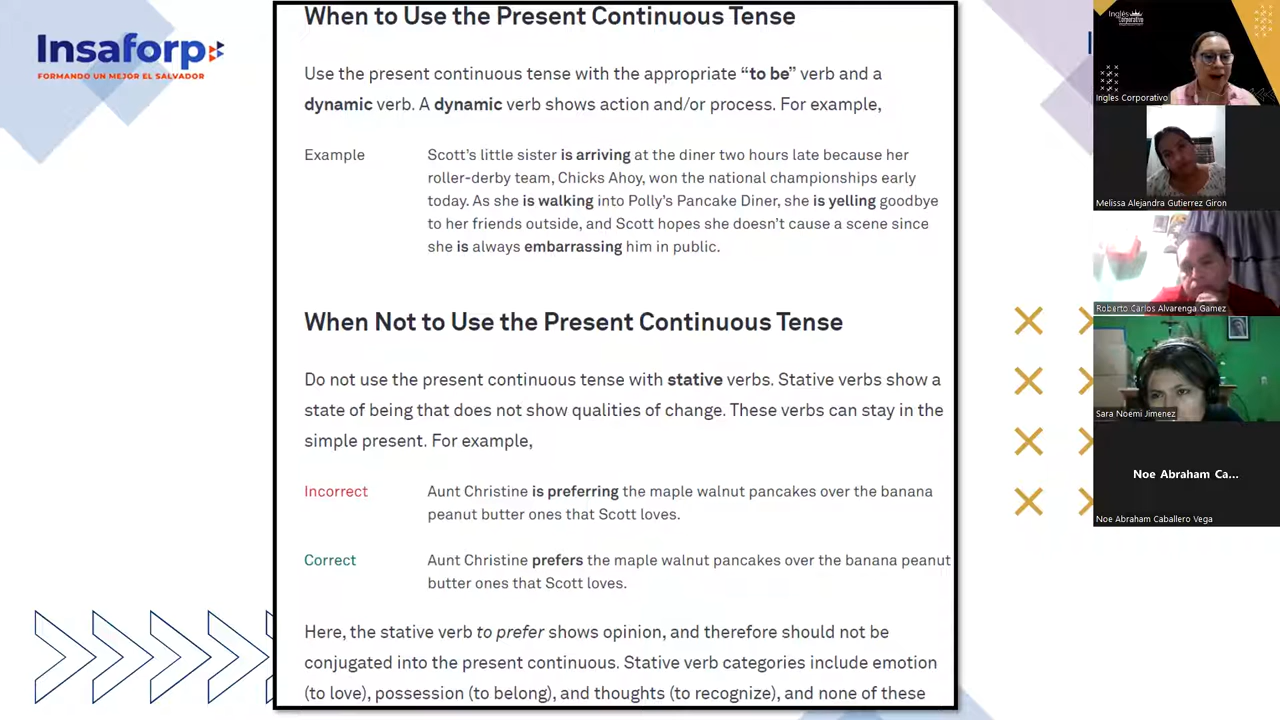 Insaforp
FORMANDO UN MEJOR EL SALVADOR
When to Use the Present Continuous Tense
Use the present continuous tense with the appropriate “to be” verb and a
dynamic verb. A dynamic verb shows action and/or process. For example,
Example
Scott’s little sister is arriving at the diner two hours late because her
roller-derby team, Chicks Ahoy, won the national championships early
today. As she is walking into Polly’s Pancake Diner, she is yelling goodbye
to her friends outside, and Scott hopes she doesn’t cause a scene since
she is always embarrassing him in public.
When Not to Use the Present Continuous Tense
Do not use the present continuous tense with stative verbs. Stative verbs show a
state of being that does not show qualities of change. These verbs can stay in the
simple present. For example,
Incorrect
Aunt Christine is preferring the maple walnut pancakes over the banana
peanut butter ones that Scott loves.
Correct
Aunt Christine prefers the maple walnut pancakes over the banana peanut
butter ones that Scott loves.
Here, the stative verb to prefer shows opinion, and therefore should not be
conjugated into the present continuous. Stative verb categories include emotion
(to love), possession (to belong), and thoughts (to recognize), and none of these
Inglés
Corporativo
Ingles Corporativo
Melissa Alejandra Gutierrez Giron
Roberto Carlos Alvarenga Gamez
Sara Noemi Jimenez
Noe Abraham Ca...
Noe Abraham Caballero Vega